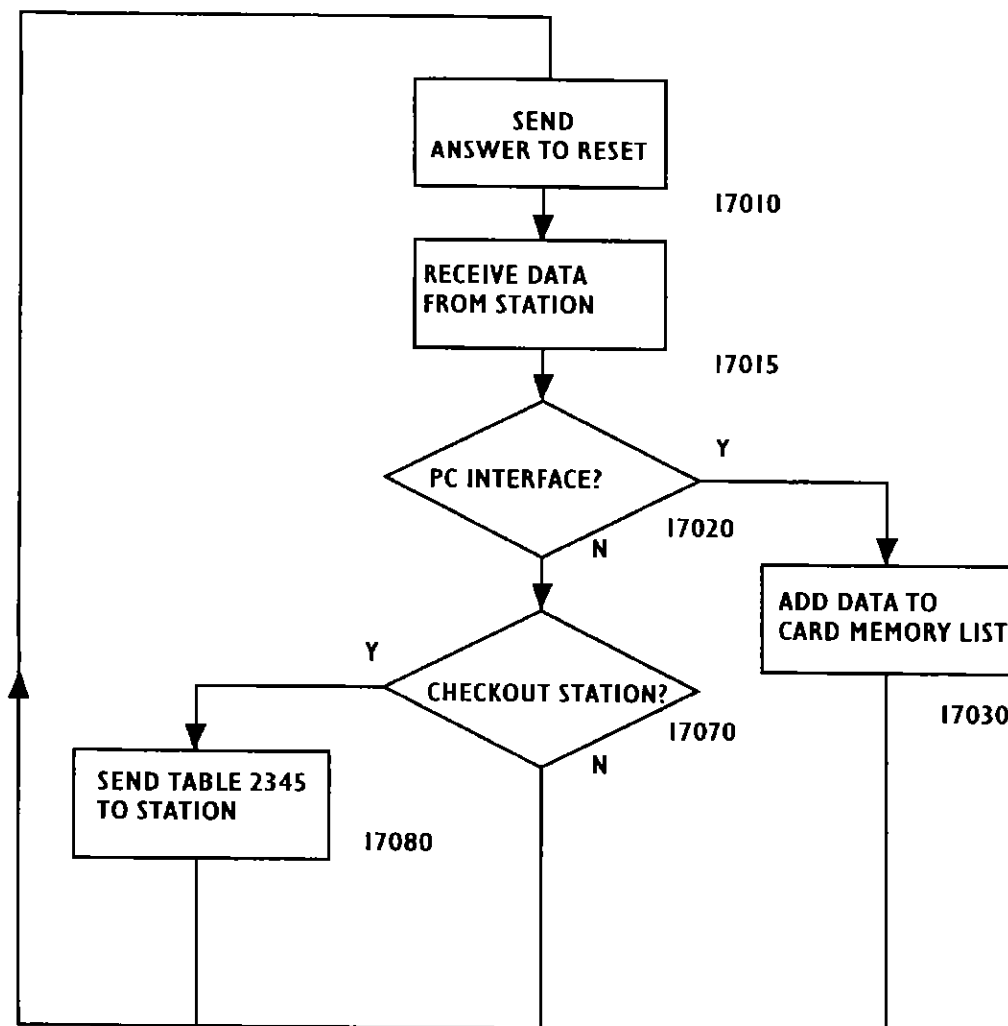 SEND
ANSWER TO RESET
17010
RECEIVE DATA
FROM STATION
17015
PC INTERFACE?
Y
17020
N
ADD DATA TO
CARD MEMORY LIST
17030
Y
CHECKOUT STATION?
17070
N
SEND TABLE 2345
TO STATION
17080